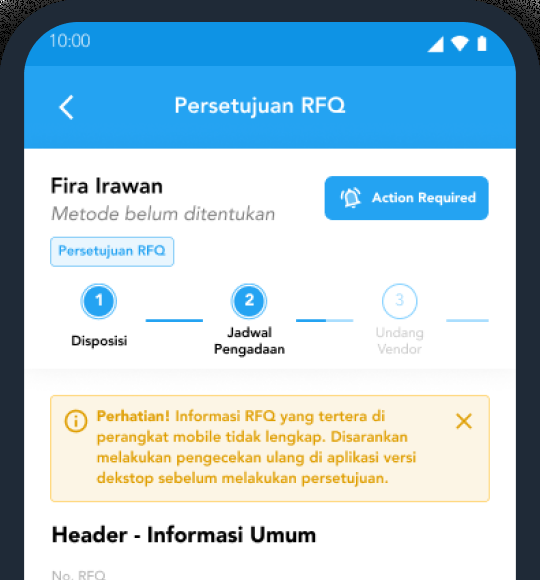 10:00
Persetujuan RFQ
Fira Irawan
Metode belum ditentukan
Action Required
Persetujuan RFQ
1
2
3
Disposisi
Jadwal
Pengadaan
Undang
Vendor
Perhatian! Informasi RFQ yang tertera di
perangkat mobile tidak lengkap. Disarankan
melakukan pengecekan ulang di aplikasi versi
dekstop sebelum melakukan persetujuan.
Header - Informasi Umum
No. RFQ